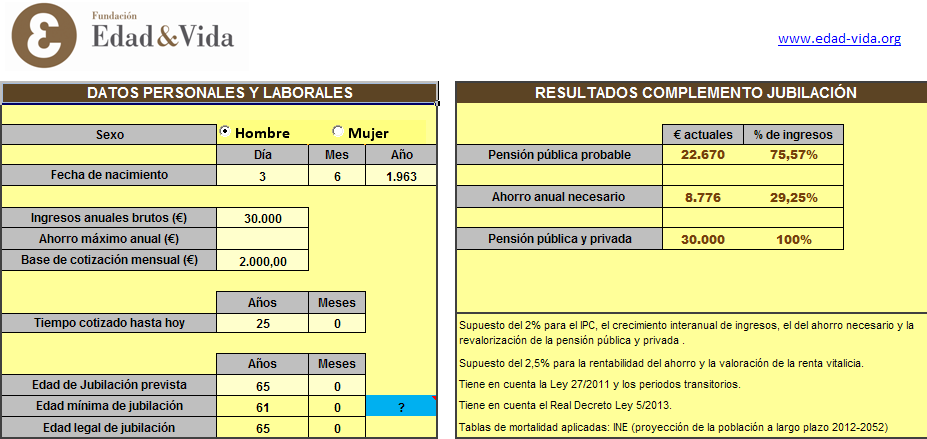 Fundación
Edad&Vida
www.edad-vida.org
DATOS PERSONALES Y LABORALES
Sexo Hombre Mujer
Día Mes Año
Fecha de nacimiento 3 6 1.963
Ingresos anuales brutos (€) 30.000
Ahorro máximo anual (€)
Base de cotización mensual (€) 2.000,00
Años Meses
Tiempo cotizado hasta hoy 25 0
Años Meses
Edad de Jubilación prevista 65 0
Edad mínima de jubilación 61 0 ?
Edad legal de jubilación 65 0
RESULTADOS COMPLEMENTO JUBILACIÓN
€ actuales % de ingresos
Pensión pública probable 22.670 75,57%
Ahorro anual necesario 8.776 29,25%
Pensión pública y privada 30.000 100%
Supuesto del 2% para el IPC, el crecimiento interanual de ingresos, el del ahorro necesario y la
revalorización de la pensión pública y privada .
Supuesto del 2,5% para la rentabilidad del ahorro y la valoración de la renta vitalicia.
Tiene en cuenta la Ley 27/2011 y los periodos transitorios.
Tiene en cuenta el Real Decreto Ley 5/2013.
Tablas de mortalidad aplicadas: INE (proyección de la población a largo plazo 2012-2052)